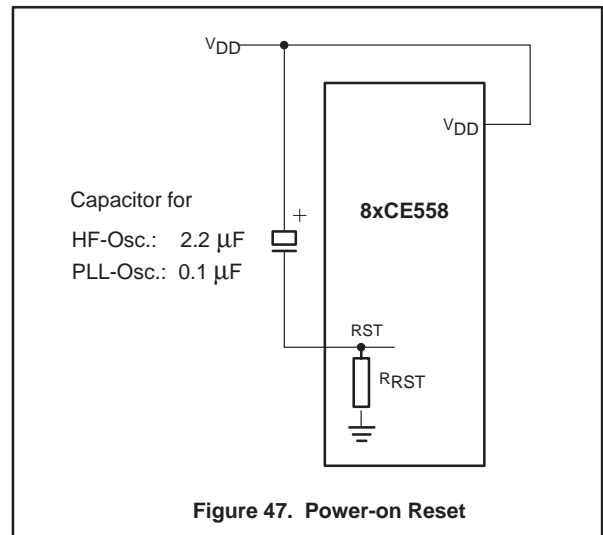 VDD
VDD
8xCE558
Capacitor for
+
HF-Osc.: 2.2 μF
PLL-Osc.: 0.1 μF
RST
RRST
Figure 47. Power-on Reset